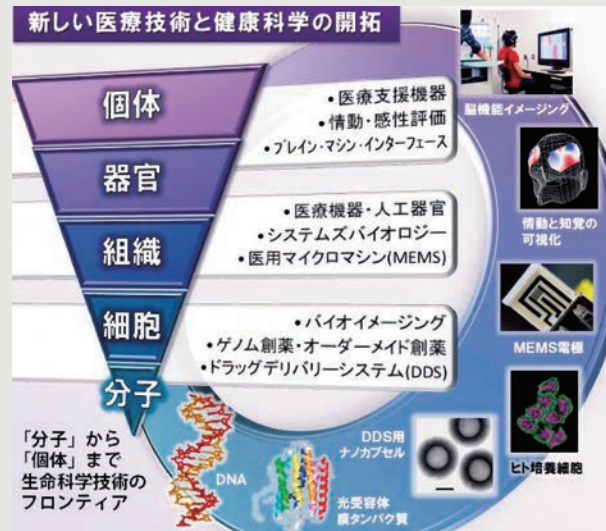 新しい医療技術と健康科学の開拓
個体
器官
組織
細胞
分子
•医療支援機器
•情動・感性評価
•ブレイン・マシン・インターフェース
•医療機器・人工器官
•システムズバイオロジー
•医用マイクロマシン(MEMS)
•バイオイメージング
•ゲノム創薬・オーダーメイド創薬
•ドラッグデリバリーシステム(DDS)
脳機能イメージング
情動と知覚の
可視化
MEMS電極
ヒト培養細胞
DDS用
ナノカプセル
光受容体
膜タンパク質
DNA
「分子」から
「個体」まで
生命科学技術の
フロンティア